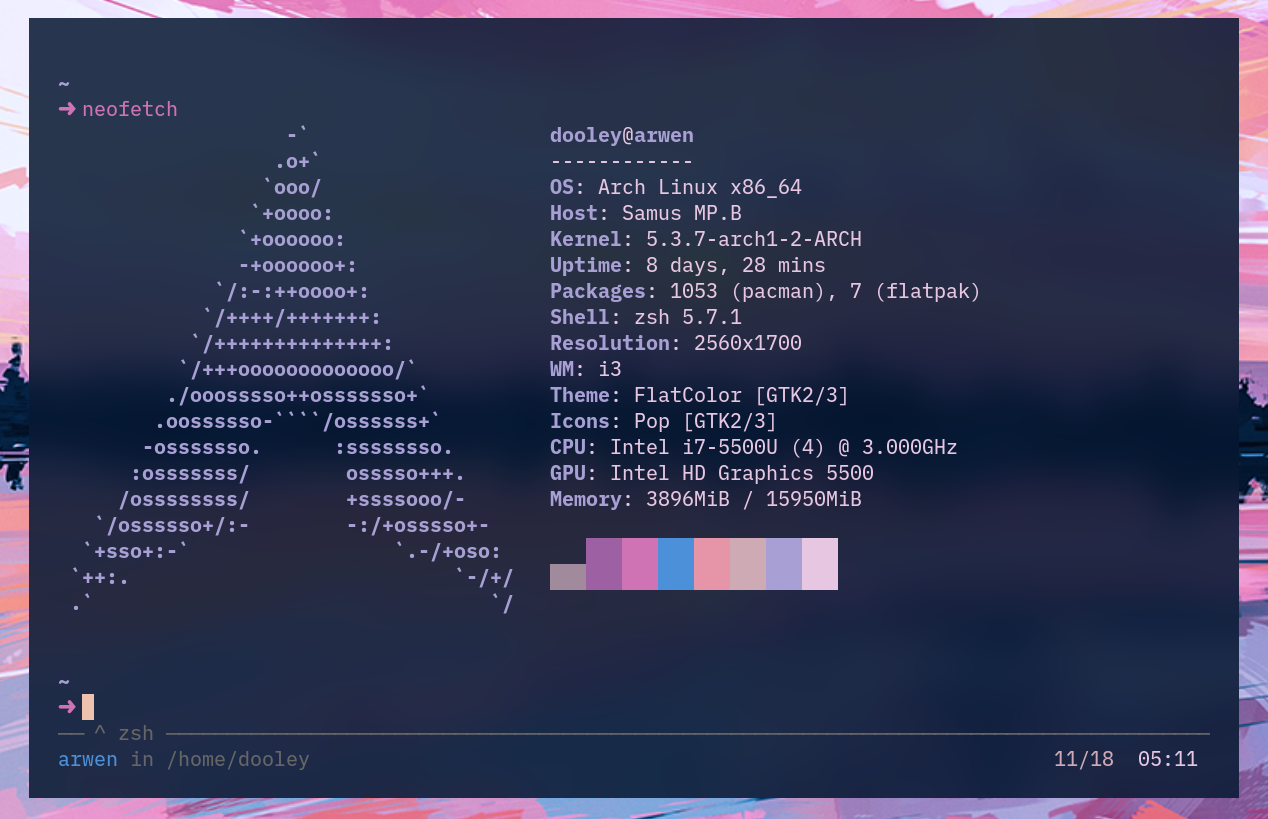 ~
➜ neofetch
                   -`
                  .o+`
                 `ooo/
                `+oooo:
               `+oooooo:
               -+oooooo+:
             `/:-:++oooo+:
            `/++++/+++++++:
           `/++++++++++++++:
          `/+++ooooooooooooo/`
         ./ooosssso++osssssso+`
        .oossssso-````/ossssss+`
       -osssssso.      :ssssssso.
      :osssssss/        osssso+++.
     /ossssssss/        +ssssooo/-
   `/ossssso+/:-        -:/+osssso+-
  `+sso+:-`                 `.-/+oso:
 `++:.                           `-/+/
 .`                                 `/
dooley@arwen
------------
OS: Arch Linux x86_64
Host: Samus MP.B
Kernel: 5.3.7-arch1-2-ARCH
Uptime: 8 days, 28 mins
Packages: 1053 (pacman), 7 (flatpak)
Shell: zsh 5.7.1
Resolution: 2560x1700
WM: i3
Theme: FlatColor [GTK2/3]
Icons: Pop [GTK2/3]
CPU: Intel i7-5500U (4) @ 3.000GHz
GPU: Intel HD Graphics 5500
Memory: 3896MiB / 15950MiB
~
➜
── ^ zsh ──────────
arwen in /home/dooley 11/18 05:11